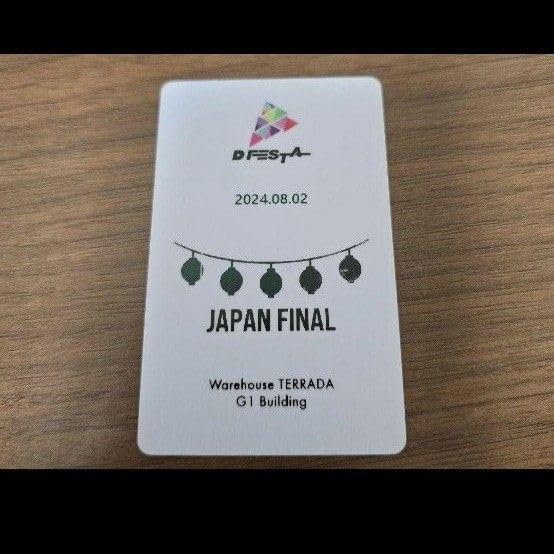 D'FESTA
2024.08.02
JAPAN FINAL
Warehouse TERRADA
G1 Building